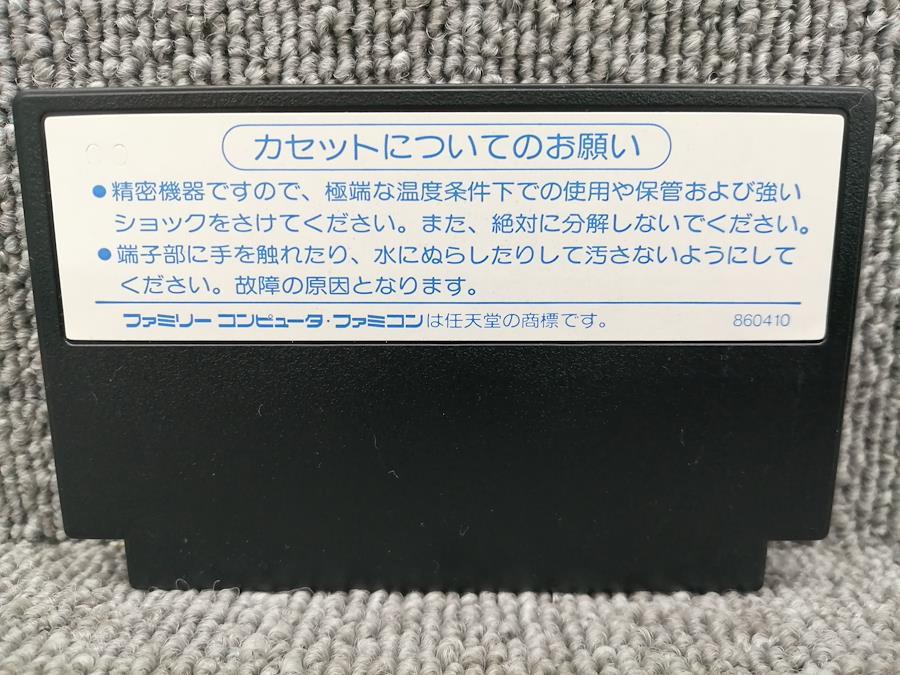 カセットについてのお願い
●精密機器ですので、極端な温度条件下での使用や保管および強い
ショックをさけてください。また、絶対に分解しないでください。
●端子部に手を触れたり、水にぬらしたりして汚さないようにして
ください。故障の原因となります。
ファミリー コンピュータ・ファミコンは任天堂の商標です。 860410